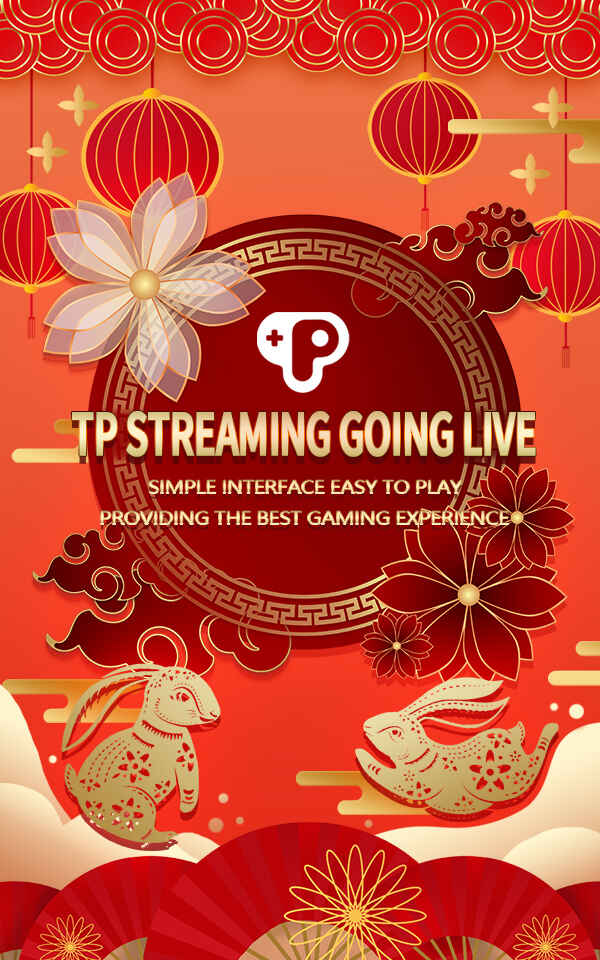 TP STREAMING GOING LIVE
SIMPLE INTERFACE EASY TO PLAY
PROVIDING THE BEST GAMING EXPERIENCE